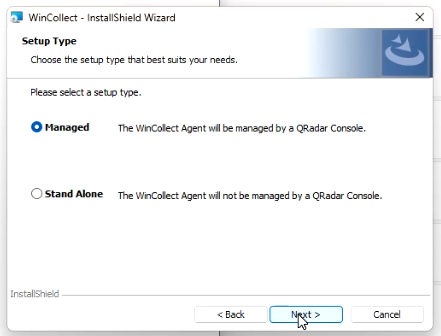 WinCollect - InstallShield Wizard
Setup Type
Choose the setup type that best suits your needs.
Please select a setup type.
Managed The WinCollect Agent will be managed by a QRadar Console.
Stand Alone The WinCollect Agent will not be managed by a QRadar Console.
InstallShield
< Back Next > Cancel